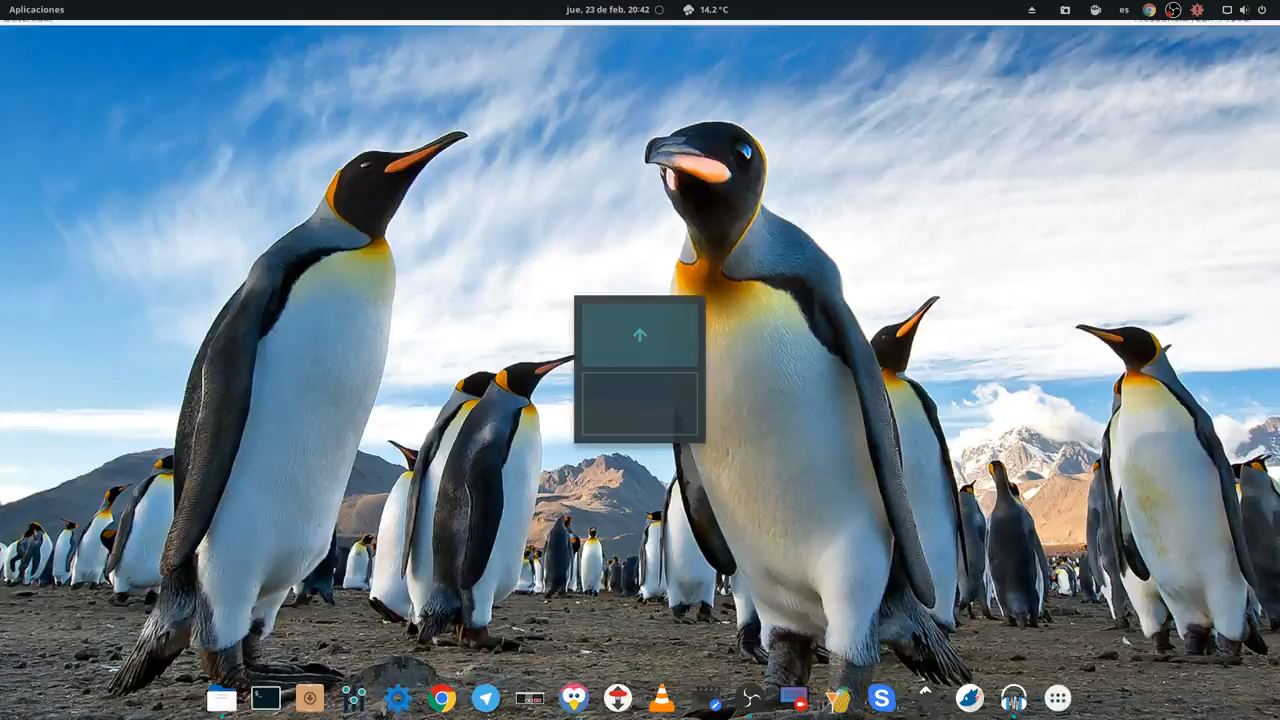 Aplicaciones
jue, 23 de feb, 20:42
14,2 °C
es